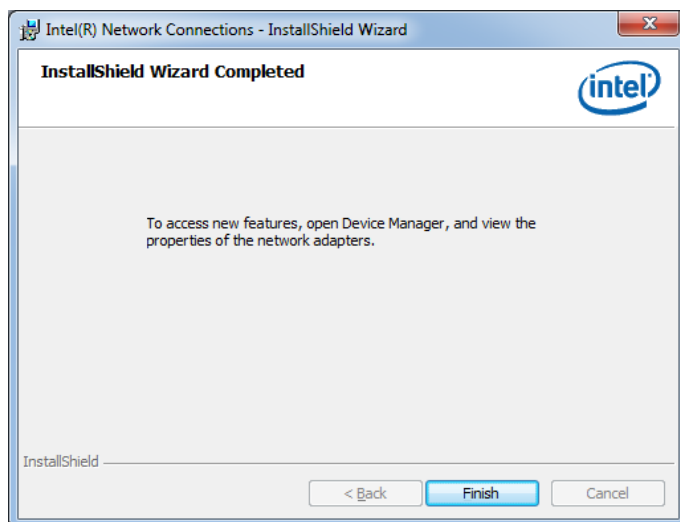 Intel(R) Network Connections - InstallShield Wizard
InstallShield Wizard Completed
intel
To access new features, open Device Manager, and view the
properties of the network adapters.
InstallShield
< Back
Finish
Cancel